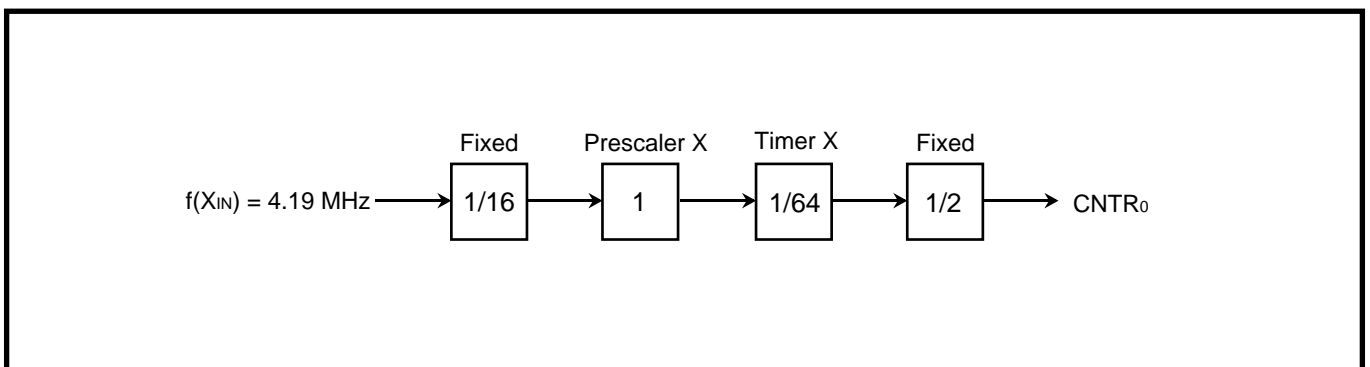 Fixed Prescaler X Timer X Fixed
f(XIN) = 4.19 MHz 1/16 1 1/64 1/2 CNTR0